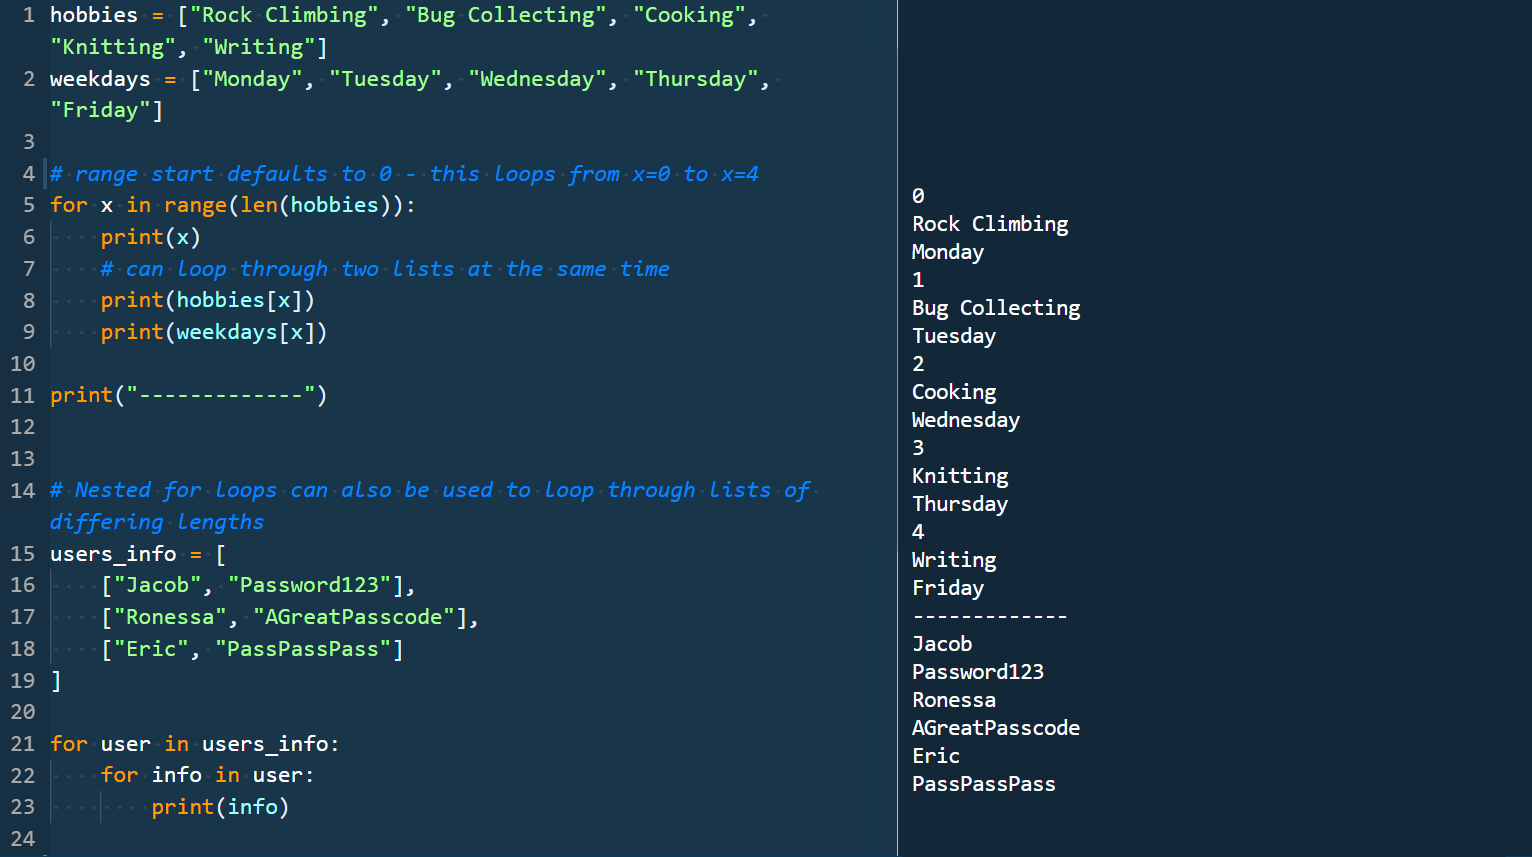 1 hobbies = ["Rock Climbing", "Bug Collecting", "Cooking",
"Knitting", "Writing"]
2 weekdays = ["Monday", "Tuesday", "Wednesday", "Thursday",
"Friday"]
3
4 # range start defaults to 0 - this loops from x=0 to x=4
5 for x in range(len(hobbies)):
6     print(x)
7     # can loop through two lists at the same time
8     print(hobbies[x])
9     print(weekdays[x])
10
11 print("-------------")
12
13
14 # Nested for loops can also be used to loop through lists of
differing lengths
15 users_info = [
16     ["Jacob", "Password123"],
17     ["Ronessa", "AGreatPasscode"],
18     ["Eric", "PassPassPass"]
19 ]
20
21 for user in users_info:
22     for info in user:
23         print(info)
24
0
Rock Climbing
Monday
1
Bug Collecting
Tuesday
2
Cooking
Wednesday
3
Knitting
Thursday
4
Writing
Friday
-------------
Jacob
Password123
Ronessa
AGreatPasscode
Eric
PassPassPass